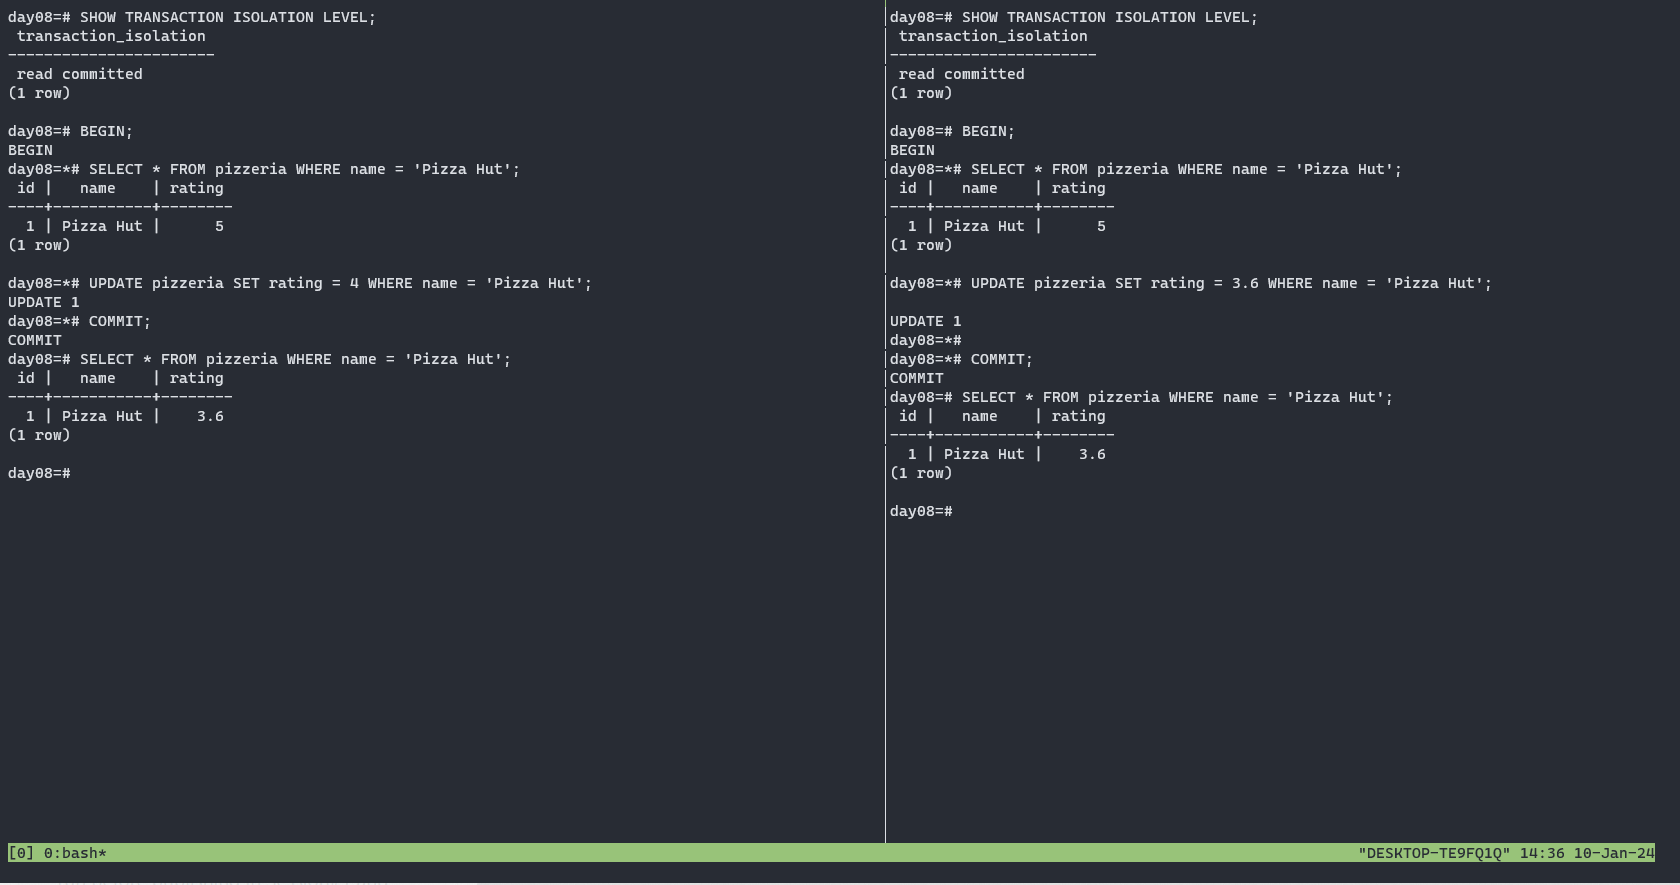 day08=# SHOW TRANSACTION ISOLATION LEVEL;
 transaction_isolation
-----------------------
 read committed
(1 row)

day08=# BEGIN;
BEGIN
day08=*# SELECT * FROM pizzeria WHERE name = 'Pizza Hut';
 id |   name    | rating
----+-----------+--------
  1 | Pizza Hut |      5
(1 row)

day08=*# UPDATE pizzeria SET rating = 4 WHERE name = 'Pizza Hut';
UPDATE 1
day08=*# COMMIT;
COMMIT
day08=# SELECT * FROM pizzeria WHERE name = 'Pizza Hut';
 id |   name    | rating
----+-----------+--------
  1 | Pizza Hut |    3.6
(1 row)

day08=#
day08=# SHOW TRANSACTION ISOLATION LEVEL;
 transaction_isolation
-----------------------
 read committed
(1 row)

day08=# BEGIN;
BEGIN
day08=*# SELECT * FROM pizzeria WHERE name = 'Pizza Hut';
 id |   name    | rating
----+-----------+--------
  1 | Pizza Hut |      5
(1 row)

day08=*# UPDATE pizzeria SET rating = 3.6 WHERE name = 'Pizza Hut';

UPDATE 1
day08=*#
day08=*# COMMIT;
COMMIT
day08=# SELECT * FROM pizzeria WHERE name = 'Pizza Hut';
 id |   name    | rating
----+-----------+--------
  1 | Pizza Hut |    3.6
(1 row)

day08=#
[0] 0:bash* "DESKTOP-TE9FQ1Q" 14:36 10-Jan-24